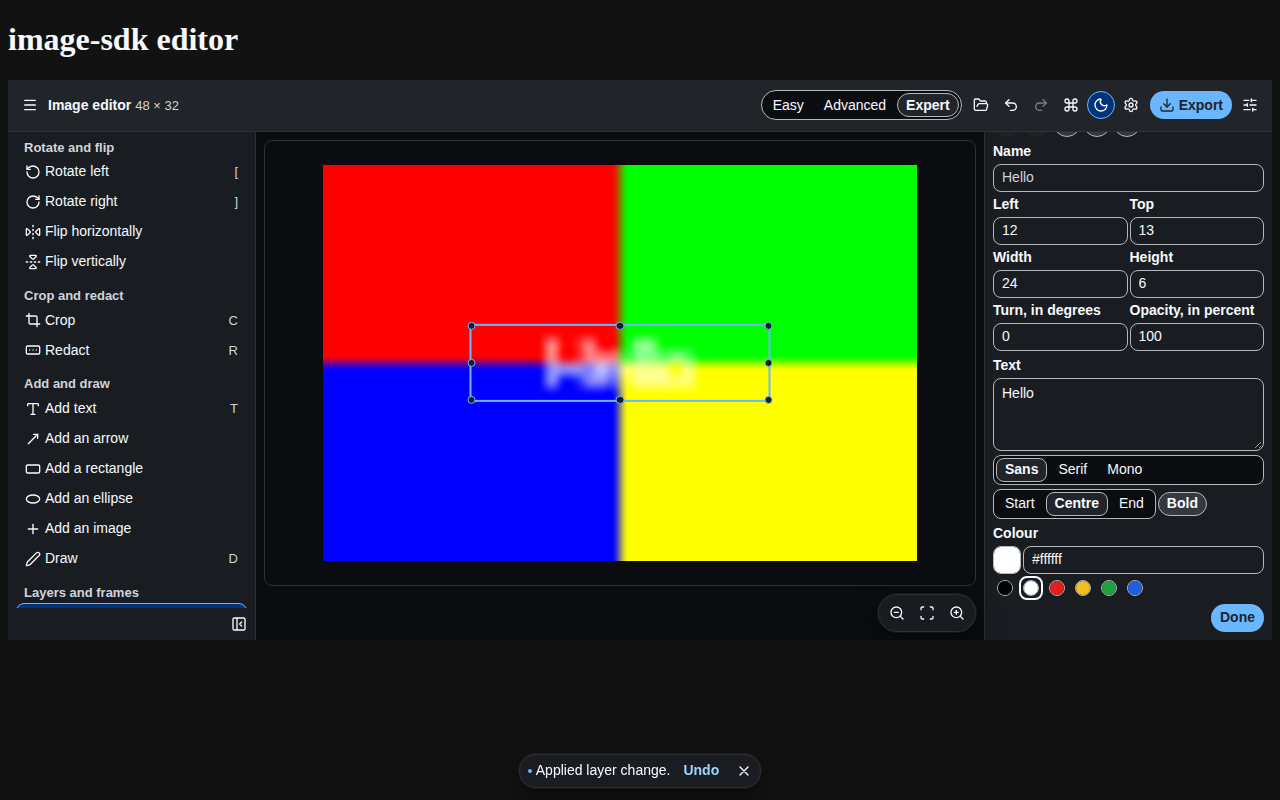 image-sdk editor
Image editor 48 × 32
Easy Advanced Expert
Export
Rotate and flip
Rotate left [
Rotate right ]
Flip horizontally
Flip vertically
Crop and redact
Crop C
Redact R
Add and draw
Add text T
Add an arrow
Add a rectangle
Add an ellipse
Add an image
Draw D
Layers and frames
Hello
Name
Hello
Left Top
12 13
Width Height
24 6
Turn, in degrees Opacity, in percent
0 100
Text
Hello
Sans Serif Mono
Start Centre End Bold
Colour
#ffffff
Done
Applied layer change. Undo